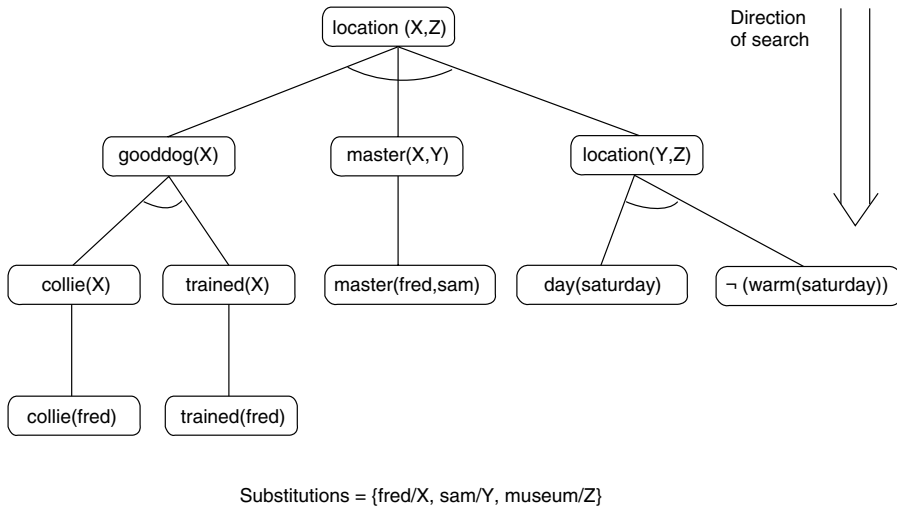 location (X,Z)
Direction
of search
gooddog(X)
master(X,Y)
location(Y,Z)
collie(X)
trained(X)
master(fred,sam)
day(saturday)
¬ (warm(saturday))
collie(fred)
trained(fred)
Substitutions = {fred/X, sam/Y, museum/Z}